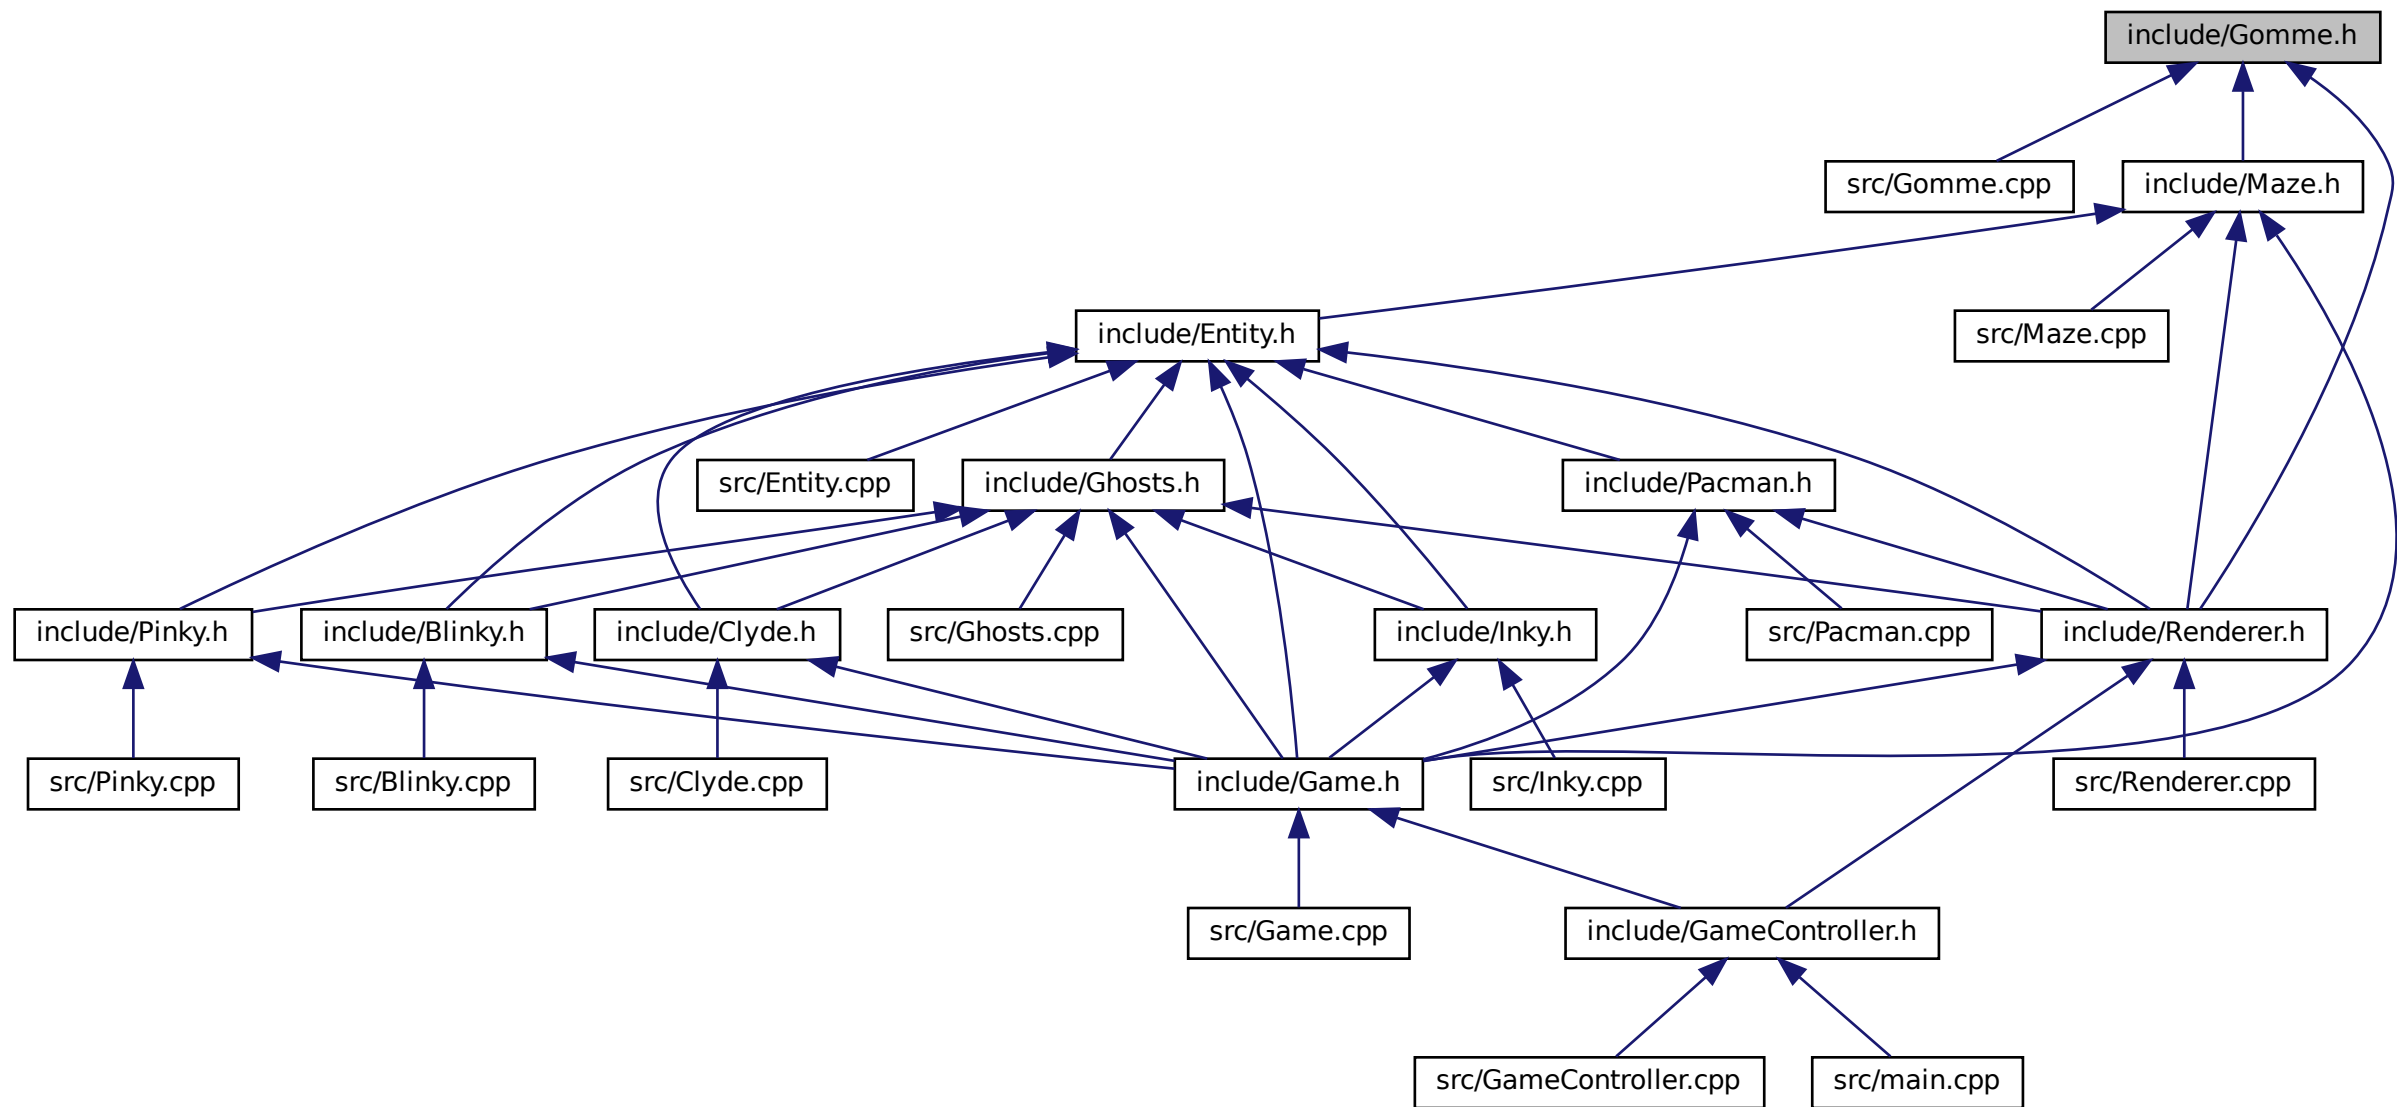 include/Gomme.h
src/Gomme.cpp
include/Maze.h
include/Entity.h
src/Maze.cpp
src/Entity.cpp
include/Ghosts.h
include/Pacman.h
include/Pinky.h
include/Blinky.h
include/Clyde.h
src/Ghosts.cpp
include/Inky.h
src/Pacman.cpp
include/Renderer.h
src/Pinky.cpp
src/Blinky.cpp
src/Clyde.cpp
include/Game.h
src/Inky.cpp
src/Renderer.cpp
src/Game.cpp
include/GameController.h
src/GameController.cpp
src/main.cpp